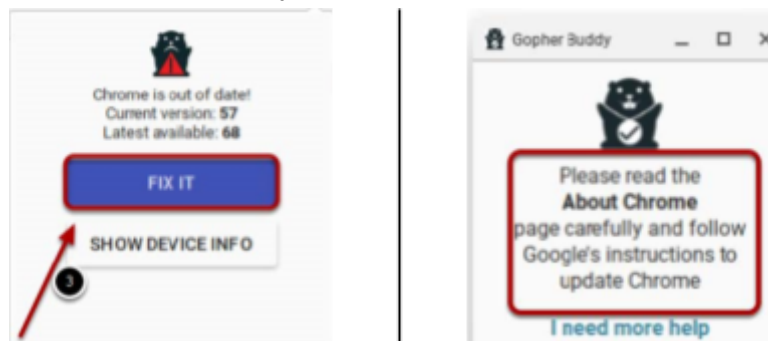 Chrome is out of date!
Current version: 57
Latest available: 68
FIX IT
SHOW DEVICE INFO
3
Gopher Buddy
Please read the
About Chrome
page carefully and follow
Google's instructions to
update Chrome
I need more help